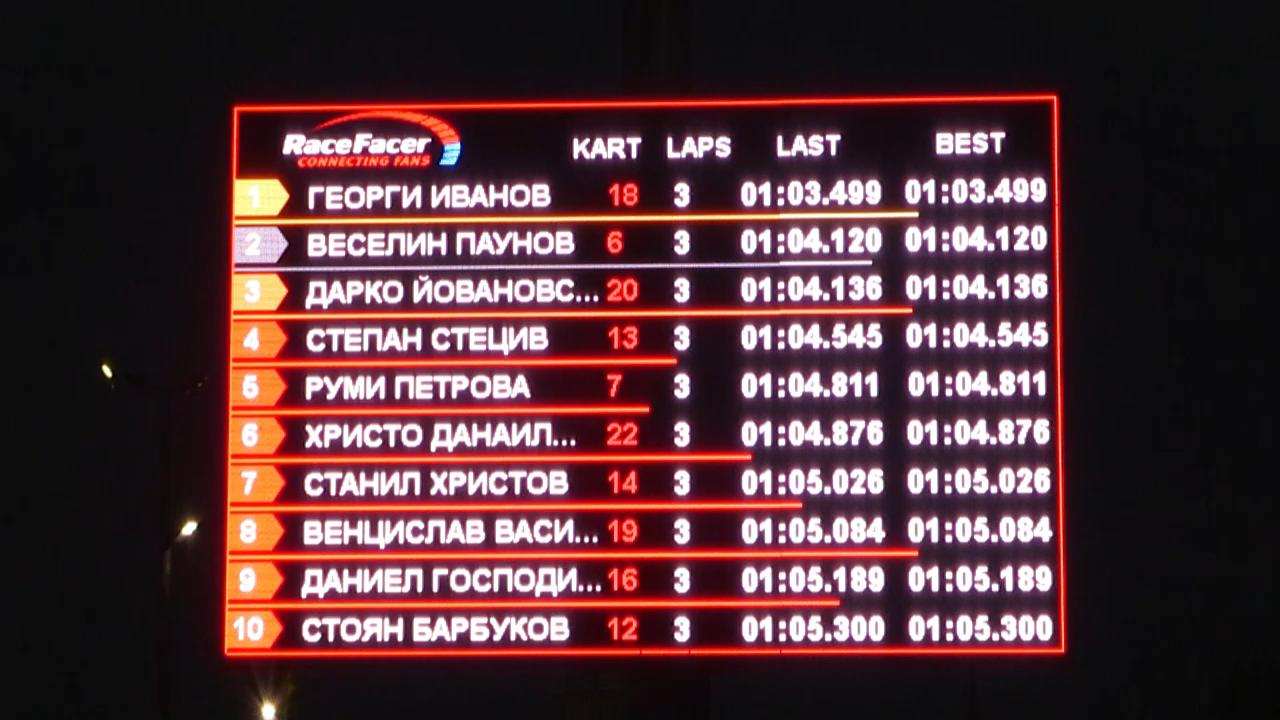 RaceFacer
CONNECTING FANS
KART LAPS LAST BEST
1 ГЕОРГИ ИВАНОВ 18 3 01:03.499 01:03.499
2 ВЕСЕЛИН ПАУНОВ 6 3 01:04.120 01:04.120
3 ДАРКО ЙОВАНОВС... 20 3 01:04.136 01:04.136
4 СТЕПАН СТЕЦИВ 13 3 01:04.545 01:04.545
5 РУМИ ПЕТРОВА 7 3 01:04.811 01:04.811
6 ХРИСТО ДАНАИЛ... 22 3 01:04.876 01:04.876
7 СТАНИЛ ХРИСТОВ 14 3 01:05.026 01:05.026
8 ВЕНЦИСЛАВ ВАСИ... 19 3 01:05.084 01:05.084
9 ДАНИЕЛ ГОСПОДИ... 16 3 01:05.189 01:05.189
10 СТОЯН БАРБУКОВ 12 3 01:05.300 01:05.300